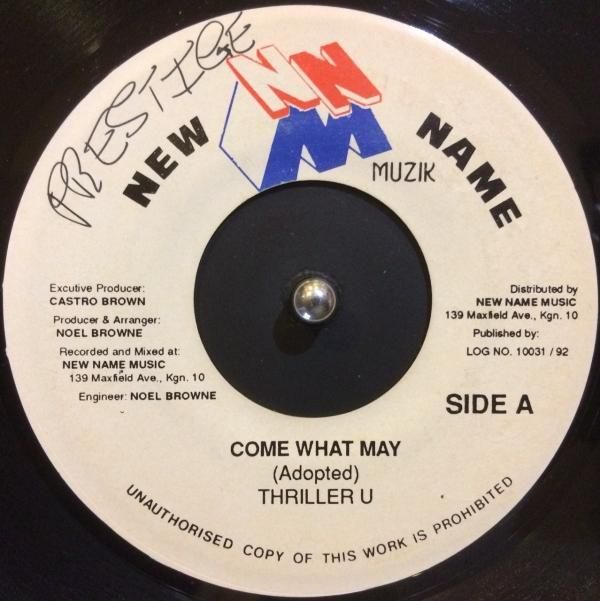 PRESTIGE
NEW NAME
NN
M
MUZIK
Excutive Producer:
CASTRO BROWN
Producer & Arranger:
NOEL BROWNE
Recorded and Mixed at:
NEW NAME MUSIC
139 Maxfield Ave., Kgn. 10
Engineer: NOEL BROWNE
Distributed by
NEW NAME MUSIC
139 Maxfield Ave., Kgn. 10
Published by:
LOG NO. 10031 / 92
SIDE A
COME WHAT MAY
(Adopted)
THRILLER U
UNAUTHORISED COPY OF THIS WORK IS PROHIBITED